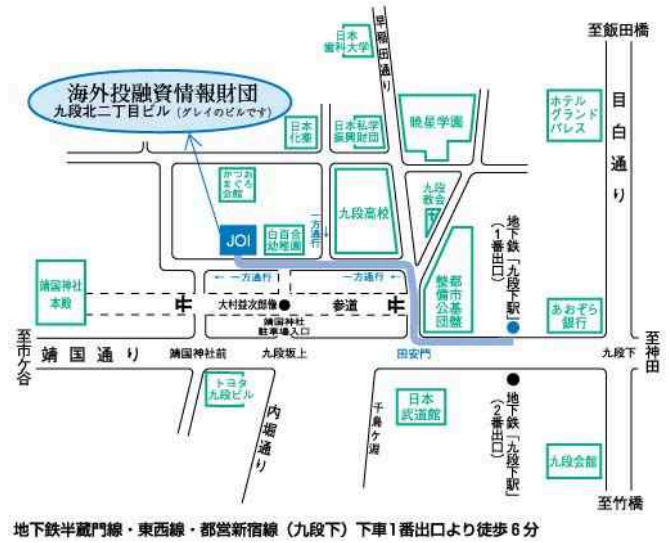 至飯田橋
早稲田通り
日本
歯科大学
海外投融資情報財団
九段北二丁目ビル(グレイのビルです)
ホテル
グランド
パレス
目白通り
日本
化薬
日本私学
振興財団
暁星学園
かつお
まぐろ
会館
九段高校
九段
教会
一方通行
↓
JOI
白百合
幼稚園
地下鉄「九段下駅」
(1番出口)
靖国神社
本殿
←一方通行
一方通行→
大村益次郎像
参道
都市基盤
整備公団
あおぞら
銀行
靖国神社
駐車場入口
至市ケ谷
靖国通り
靖国神社前
九段坂上
田安門
九段下
至神田
トヨタ
九段ビル
内堀通り
千鳥ケ淵
日本
武道館
地下鉄「九段下駅」
(2番出口)
九段会館
至竹橋
地下鉄半蔵門線・東西線・都営新宿線(九段下)下車1番出口より徒歩6分